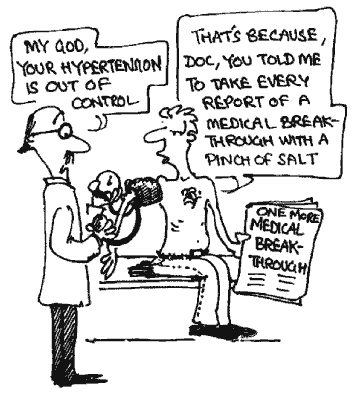 MY GOD,
YOUR HYPERTENSION
IS OUT OF
CONTROL
THAT'S BECAUSE,
DOC, YOU TOLD ME
TO TAKE EVERY
REPORT OF A
MEDICAL BREAK-
THROUGH WITH A
PINCH OF SALT
ONE MORE
MEDICAL
BREAK-
THROUGH